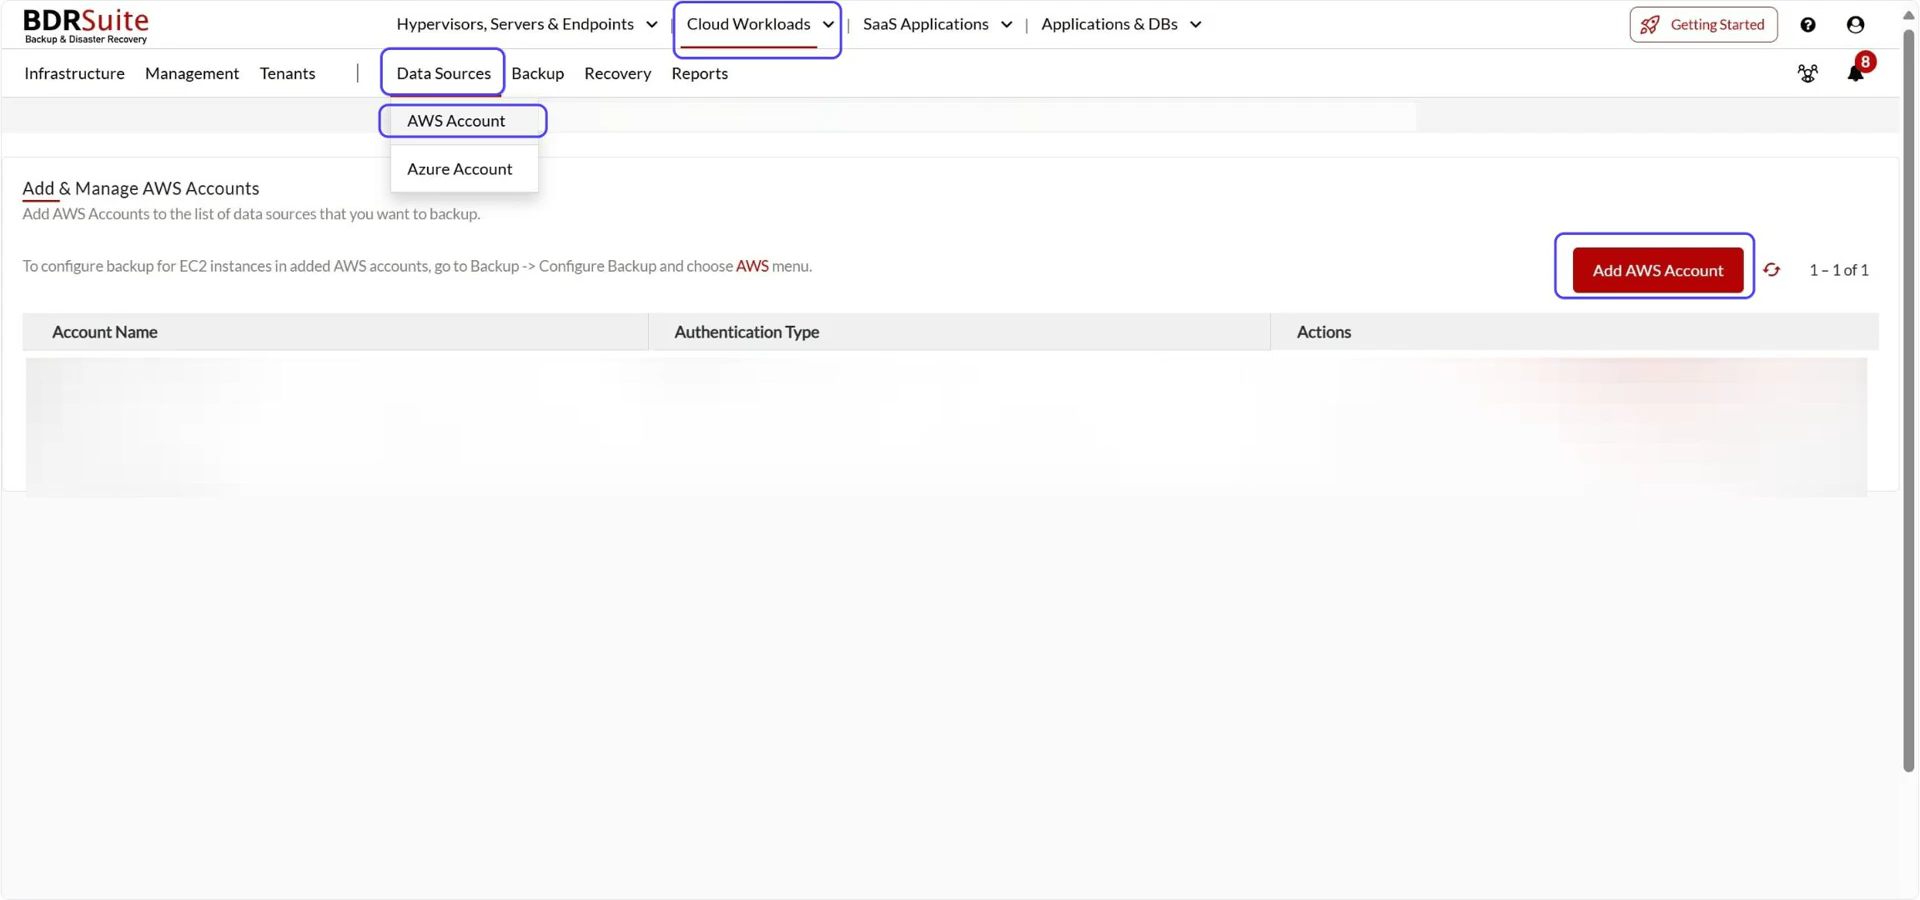 BDRSuite
Backup & Disaster Recovery
Hypervisors, Servers & Endpoints | Cloud Workloads | SaaS Applications | Applications & DBs
Getting Started
?
Infrastructure Management Tenants | Data Sources Backup Recovery Reports
8
AWS Account
Azure Account
Add & Manage AWS Accounts
Add AWS Accounts to the list of data sources that you want to backup.
To configure backup for EC2 instances in added AWS accounts, go to Backup -> Configure Backup and choose AWS menu.
Add AWS Account
1 – 1 of 1
Account Name Authentication Type Actions